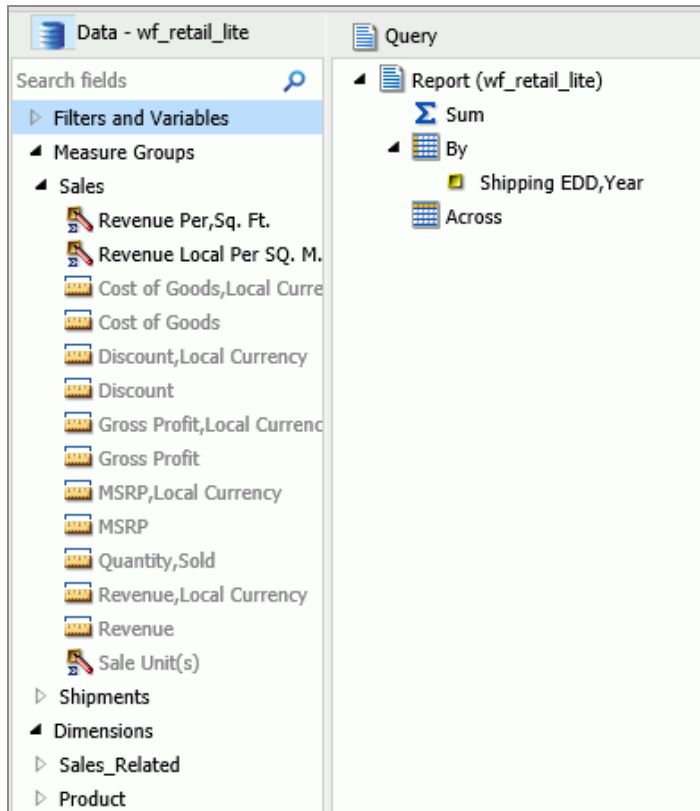 Data - wf_retail_lite
Search fields
Filters and Variables
Measure Groups
Sales
Revenue Per,Sq. Ft.
Revenue Local Per SQ. M.
Cost of Goods,Local Curre
Cost of Goods
Discount,Local Currency
Discount
Gross Profit,Local Currenc
Gross Profit
MSRP,Local Currency
MSRP
Quantity,Sold
Revenue,Local Currency
Revenue
Sale Unit(s)
Shipments
Dimensions
Sales_Related
Product
Query
Report (wf_retail_lite)
Sum
By
Shipping EDD,Year
Across